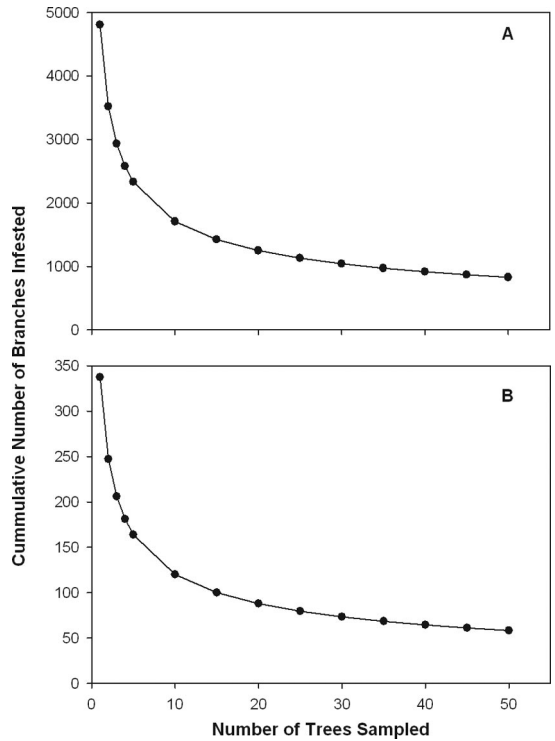 5000
A
4000
3000
2000
1000
0
Cummulative Number of Branches Infested
350
B
300
250
200
150
100
50
0
0 10 20 30 40 50
Number of Trees Sampled